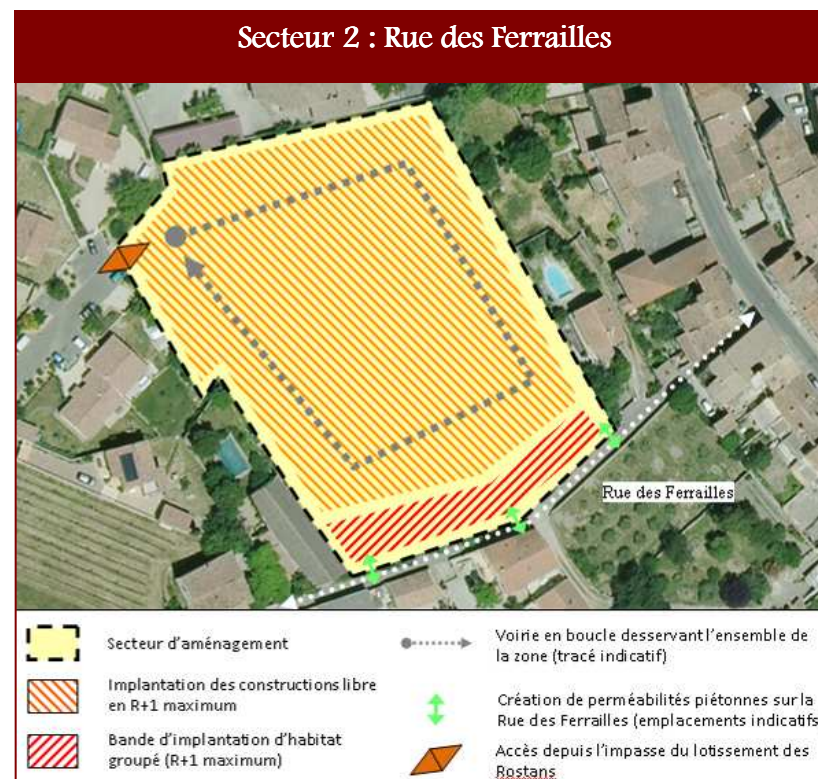 Secteur 2 : Rue des Ferrailles
Rue des Ferrailles
Secteur d'aménagement
Implantation des constructions libre
en R+1 maximum
Bande d'implantation d'habitat
groupé (R+1 maximum)
Voirie en boucle desservant l'ensemble de
la zone (tracé indicatif)
Création de perméabilités piétonnes sur la
Rue des Ferrailles (emplacements indicatifs
Accès depuis l'impasse du lotissement des
Rostans